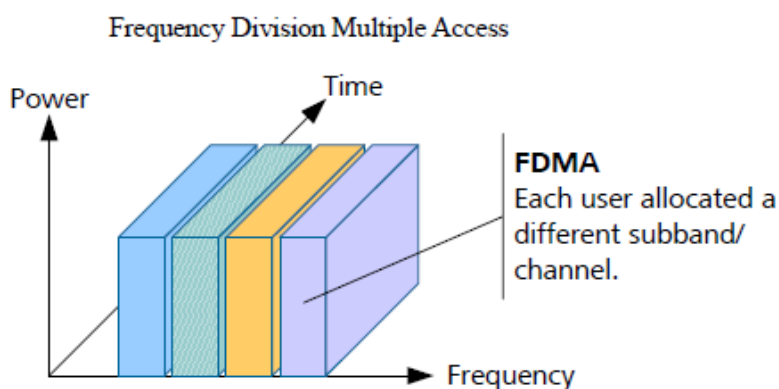 Frequency Division Multiple Access
Power
Time
FDMA
Each user allocated a
different subband/
channel.
Frequency